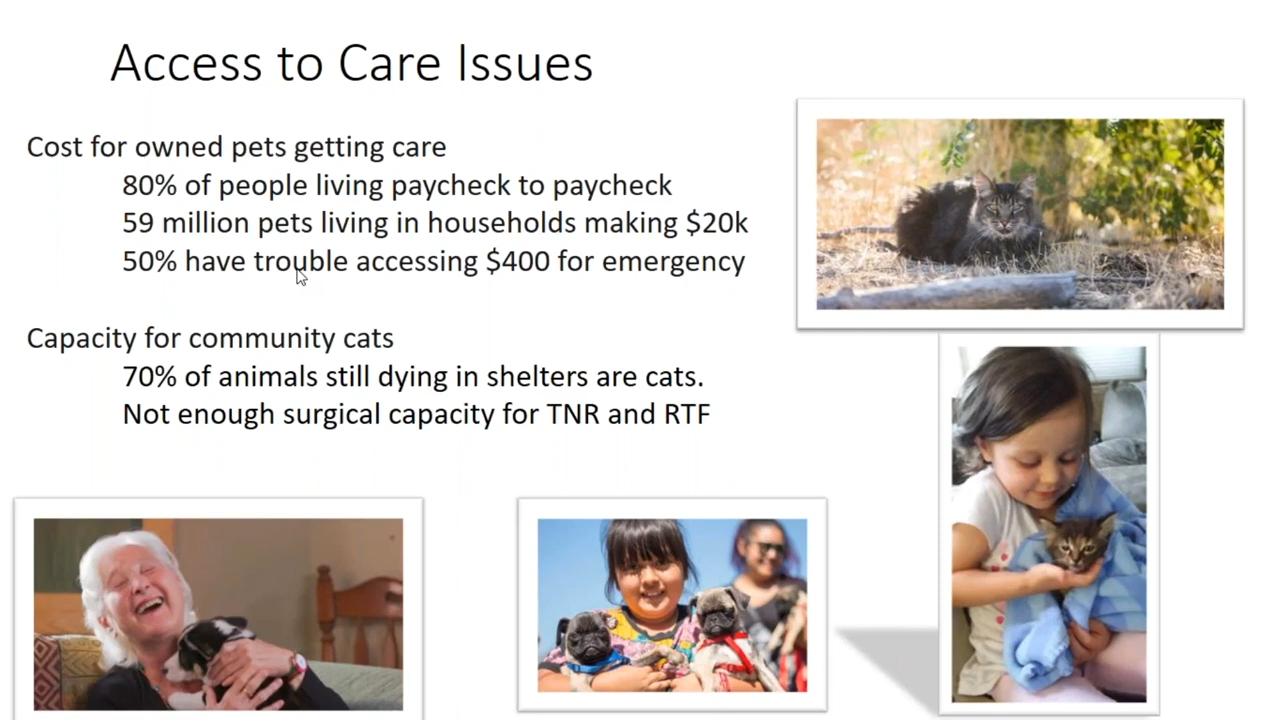 Access to Care Issues
Cost for owned pets getting care
80% of people living paycheck to paycheck
59 million pets living in households making $20k
50% have trouble accessing $400 for emergency
Capacity for community cats
70% of animals still dying in shelters are cats.
Not enough surgical capacity for TNR and RTF